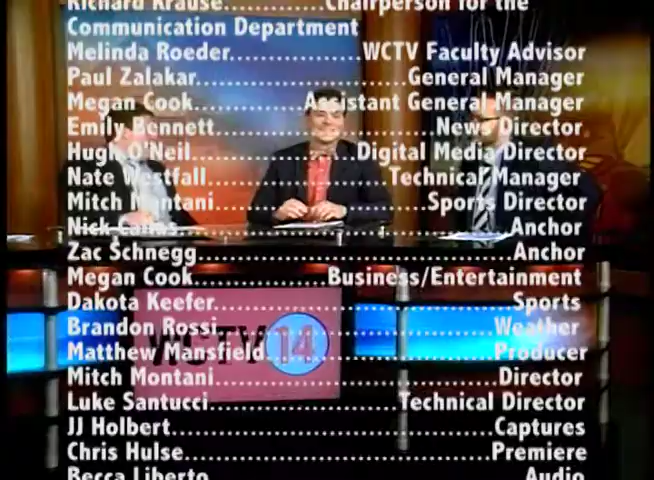 Richard Krause.............Chairperson for the
Communication Department
Melinda Roeder.................WCTV Faculty Advisor
Paul Zalakar...........................General Manager
Megan Cook..............Assistant General Manager
Emily Bennett............................News Director
Hugh O'Neil.....................Digital Media Director
Nate Westfall.......................Technical Manager
Mitch Montani...........................Sports Director
Anchor
Zac Schnegg.......................................Anchor
Megan Cook.................Business/Entertainment
Dakota Keefer......................................Sports
Brandon Rossi...................................Weather
Matthew Mansfield............................Producer
Mitch Montani...................................Director
Luke Santucci.......................Technical Director
JJ Holbert.........................................Captures
Chris Hulse.......................................Premiere
Becca Liberto.......................................Audio
WCTV 14